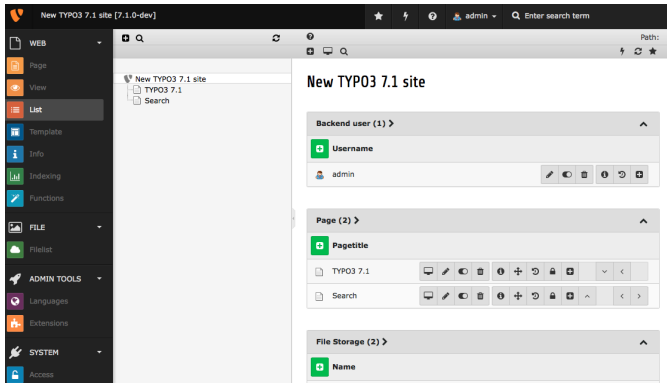 New TYPO3 7.1 site [7.1.0-dev]
admin
Enter search term
WEB
Page
View
List
Template
Info
Indexing
Functions
FILE
Filelist
ADMIN TOOLS
Languages
Extensions
SYSTEM
Access
New TYPO3 7.1 site
TYPO3 7.1
Search
Path:
New TYPO3 7.1 site
Backend user (1)
Username
admin
Page (2)
Pagetitle
TYPO3 7.1
Search
File Storage (2)
Name